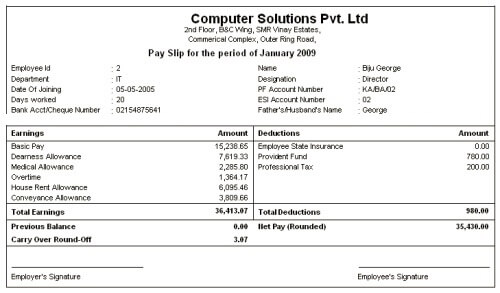 Computer Solutions Pvt. Ltd
2nd Floor, B&C Wing, SMR Vinay Estates,
Commerical Complex, Outer Ring Road,
Pay Slip for the period of January 2009
Employee Id : 2 Name : Biju George
Department : IT Designation : Director
Date Of Joining : 05-05-2005 PF Account Number : KA/BA/02
Days worked : 20 ESI Account Number : 02
Bank Acct/Cheque Number : 02154875641 Father's/Husband's Name : George
Earnings Amount Deductions Amount
Basic Pay 15,238.65 Employee State Insurance 0.00
Dearness Allowance 7,619.33 Provident Fund 780.00
Medical Allowance 2,285.80 Professional Tax 200.00
Overtime 1,364.17
House Rent Allowance 6,095.46
Conveyance Allowance 3,809.66
Total Earnings 36,413.07 Total Deductions 980.00
Previous Balance 0.00 Net Pay (Rounded) 35,430.00
Carry Over Round-Off 3.07
Employer's Signature Employee's Signature